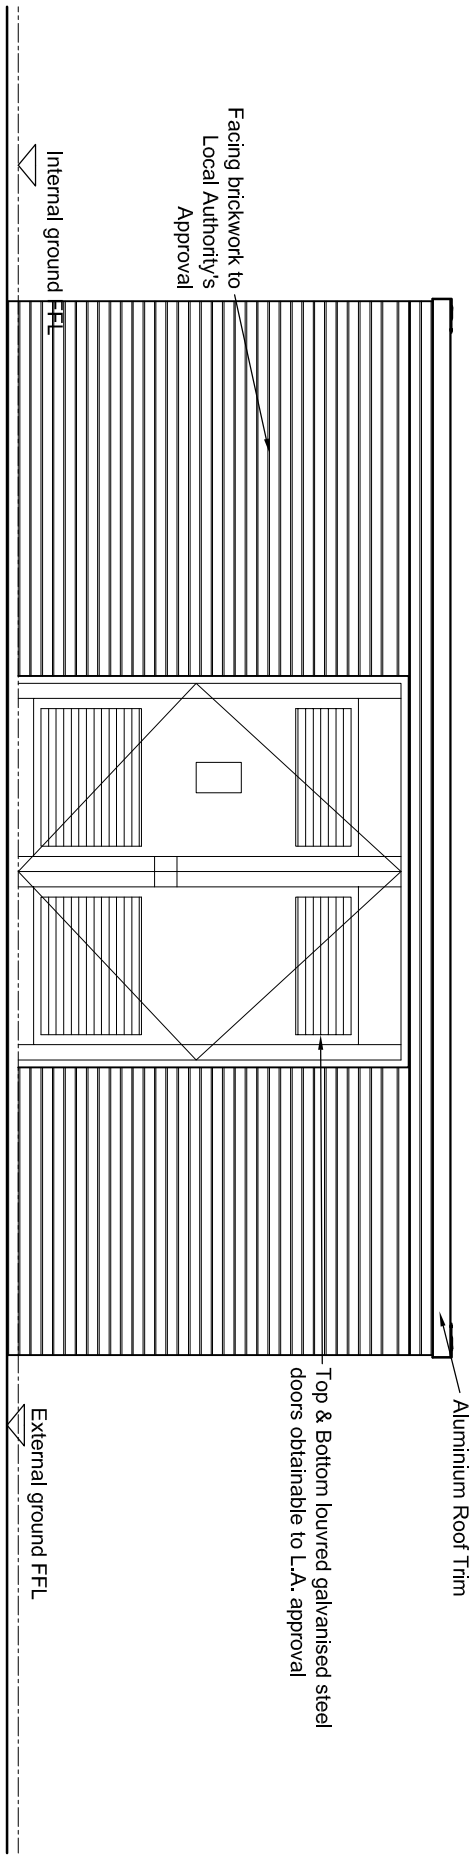 Aluminium Roof Trim
Facing brickwork to
Local Authority's
Approval
Top & Bottom louvred galvanised steel
doors obtainable to L.A. approval
Internal ground FFL
External ground FFL